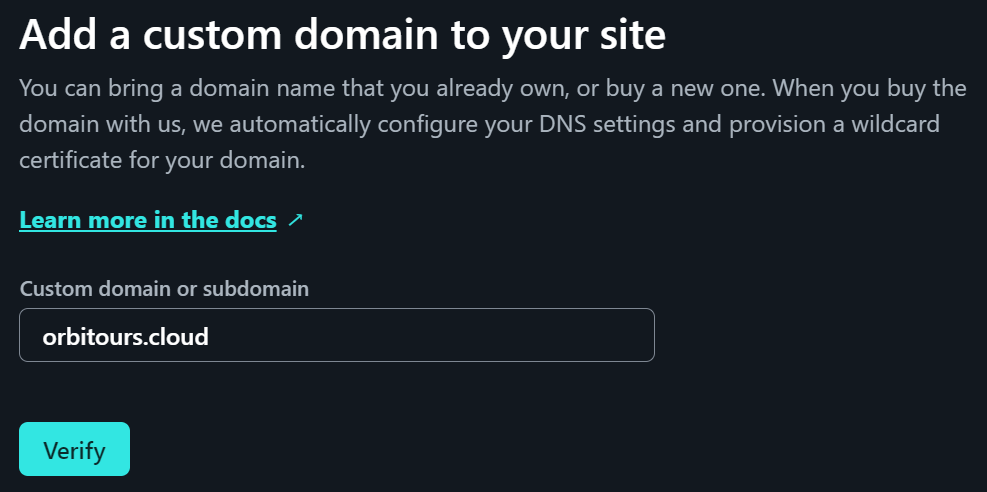 Add a custom domain to your site
You can bring a domain name that you already own, or buy a new one. When you buy the
domain with us, we automatically configure your DNS settings and provision a wildcard
certificate for your domain.
Learn more in the docs ↗
Custom domain or subdomain
orbitours.cloud
Verify